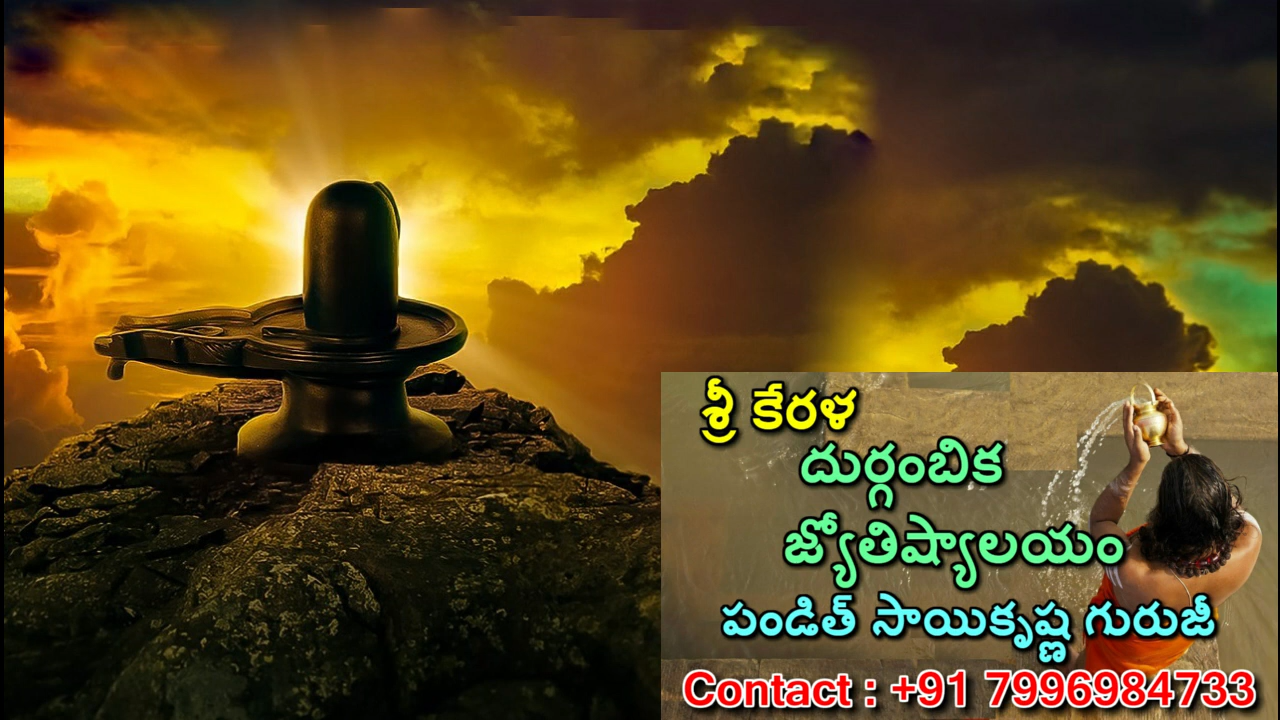 శ్రీ కేరళ
దుర్గంబిక
జ్యోతిష్యాలయం
పండిత్ సాయికృష్ణ గురుజీ
Contact : +91 7996984733